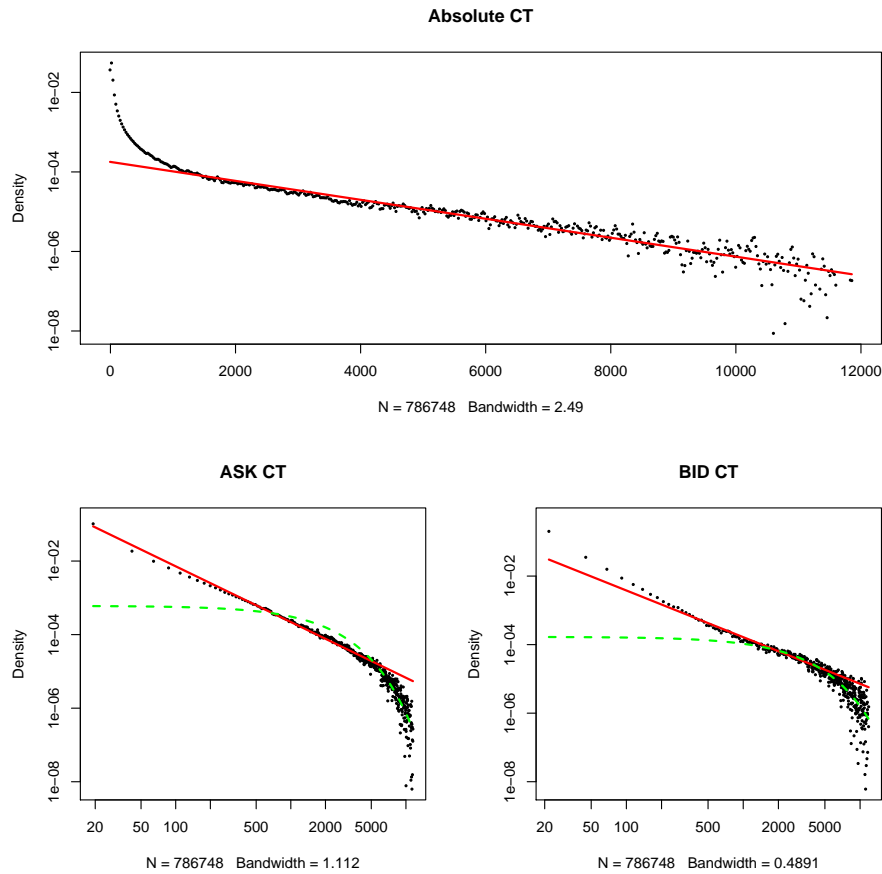 Absolute CT
Density
1e-02
1e-04
1e-06
1e-08
0 2000 4000 6000 8000 10000 12000
N = 786748 Bandwidth = 2.49
ASK CT
Density
1e-02
1e-04
1e-06
1e-08
20 50 100 500 2000 5000
N = 786748 Bandwidth = 1.112
BID CT
Density
1e-02
1e-04
1e-06
1e-08
20 50 100 500 2000 5000
N = 786748 Bandwidth = 0.4891